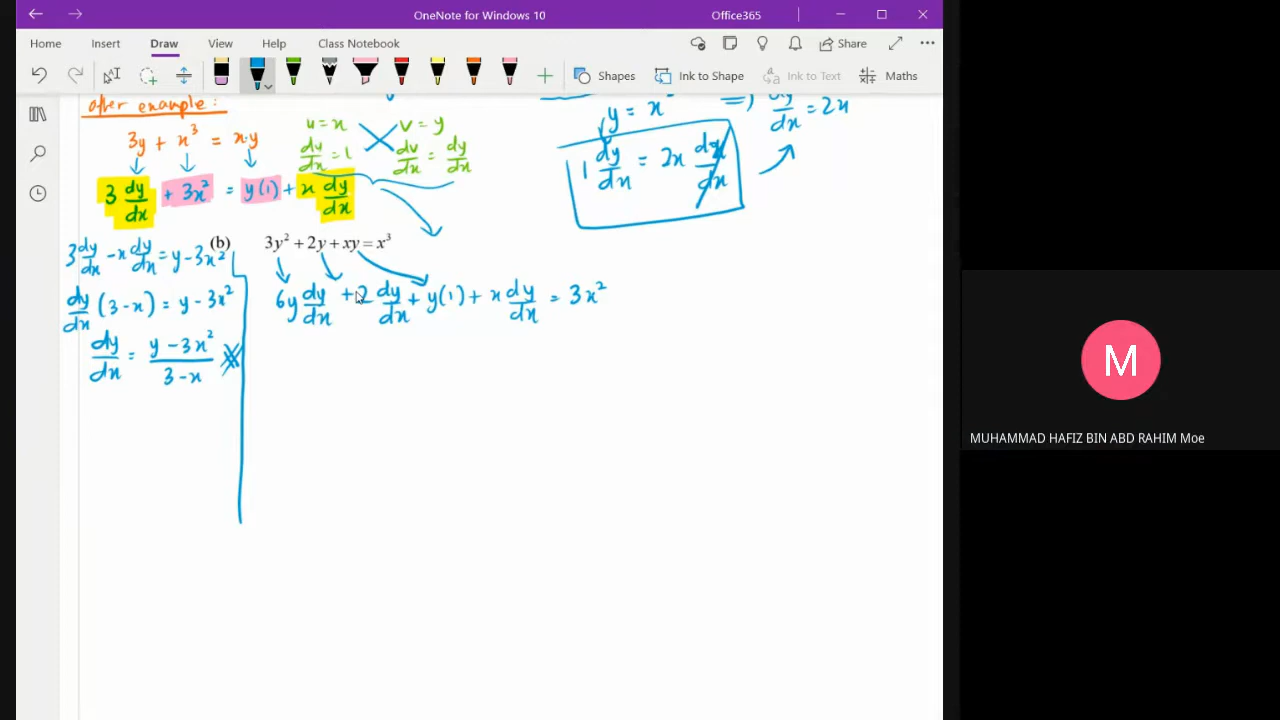 OneNote for Windows 10
Office365
Home Insert Draw View Help Class Notebook Share
Shapes Ink to Shape Ink to Text Maths
after example:
3y + x³ = x·y
u = x v = y
du/dx = 1 dv/dx = dy/dx
3 dy/dx + 3x² = y(1) + x dy/dx
y = x
=> dy/dx = 2x
1 dy/dx = 2x dx/dx
3 dy/dx - x dy/dx = y - 3x²
dy/dx (3 - x) = y - 3x²
dy/dx = (y - 3x²)/(3 - x)
(b) 3y² + 2y + xy = x³
6y dy/dx + 2 dy/dx + y(1) + x dy/dx = 3x²
M
MUHAMMAD HAFIZ BIN ABD RAHIM Moe